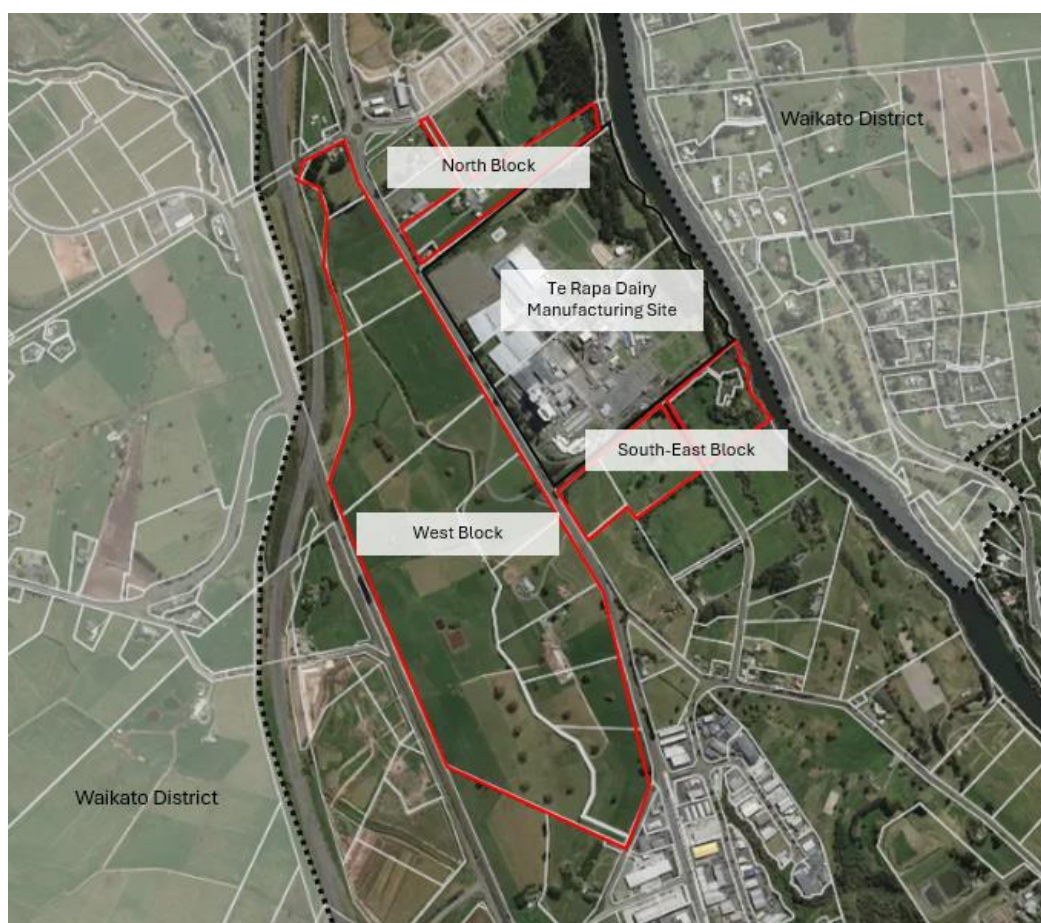 Waikato District
North Block
Te Rapa Dairy
Manufacturing Site
South-East Block
West Block
Waikato District